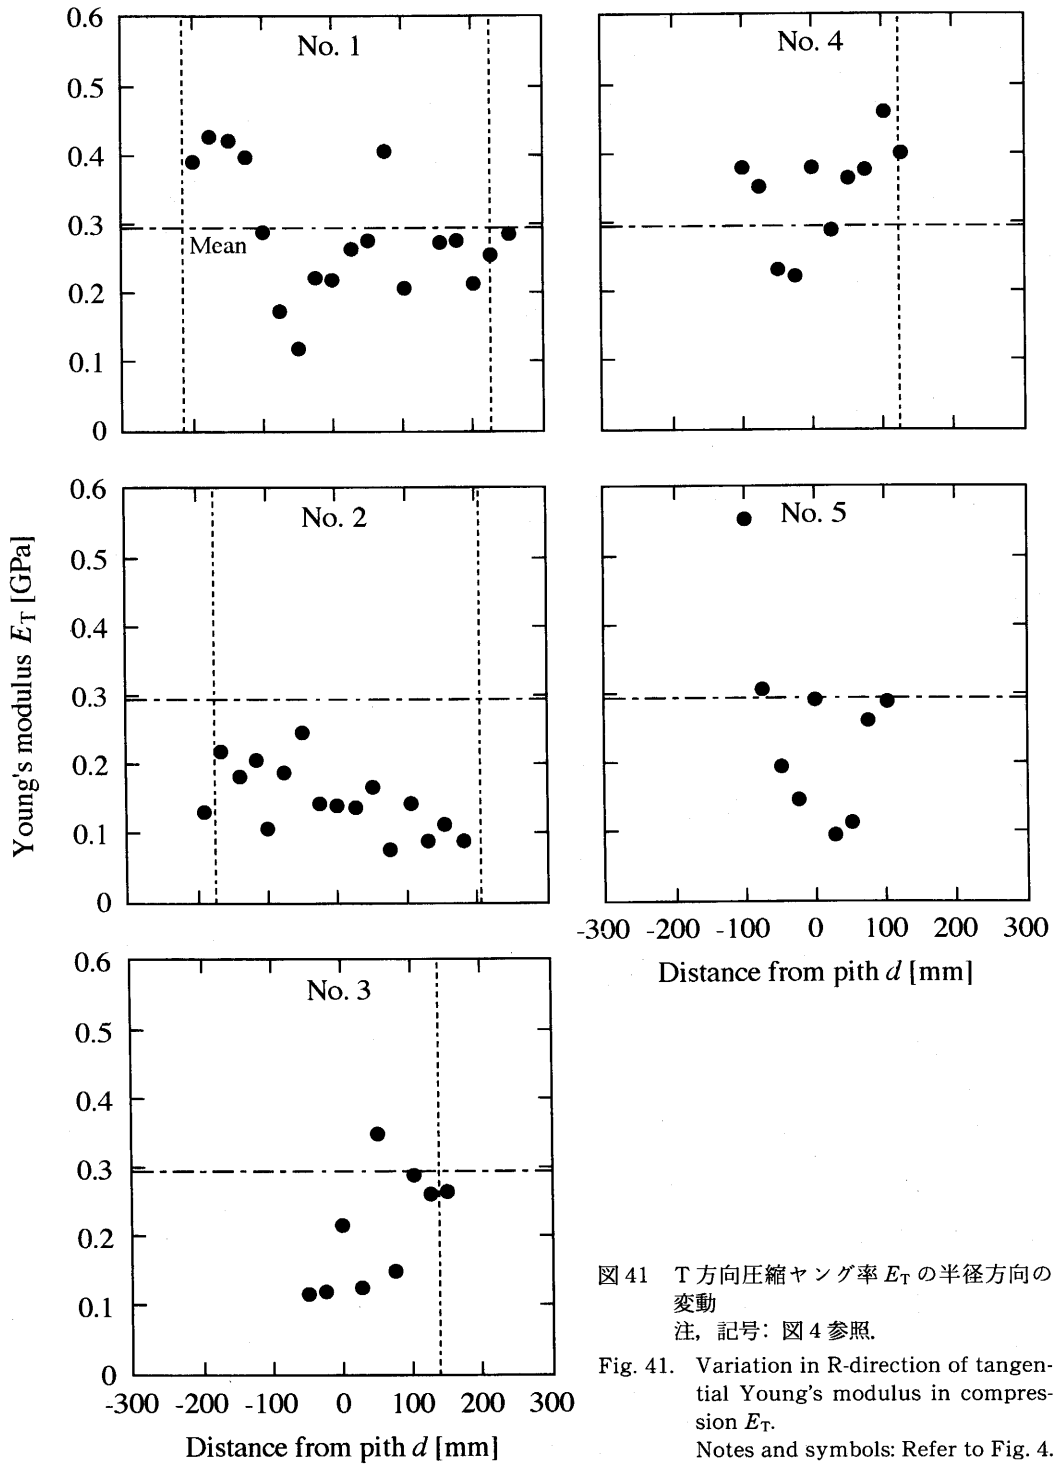 0.6
0.5
0.4
0.3
0.2
0.1
0
No. 1
Mean
No. 4
0.6
0.5
0.4
0.3
0.2
0.1
0
No. 2
Young's modulus E_T [GPa]
No. 5
-300 -200 -100 0 100 200 300
Distance from pith d [mm]
0.6
0.5
0.4
0.3
0.2
0.1
0
No. 3
-300 -200 -100 0 100 200 300
Distance from pith d [mm]
図 41 T 方向圧縮ヤング率 E_T の半径方向の
変動
注, 記号: 図 4 参照.
Fig. 41. Variation in R-direction of tangen-
tial Young's modulus in compres-
sion E_T.
Notes and symbols: Refer to Fig. 4.